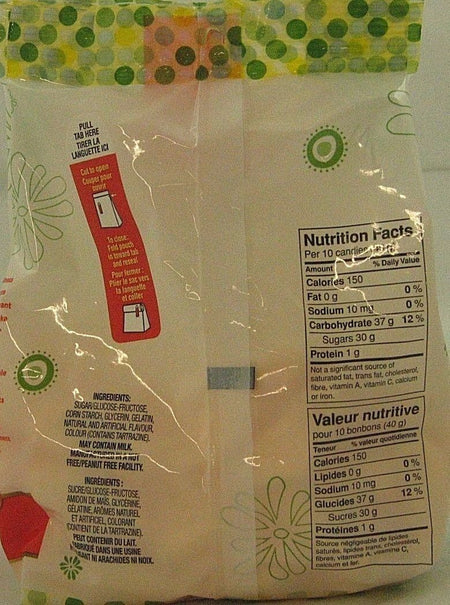 PULL
TAB HERE
TIRER LA
LANGUETTE ICI
Cut to open
Couper pour
ouvrir
To close:
Fold pouch
in toward tab
and reseal
Pour fermer:
Plier le sac vers
la languette
et coller
INGREDIENTS:
SUGAR/GLUCOSE-FRUCTOSE,
CORN STARCH, GLYCERIN, GELATIN,
NATURAL AND ARTIFICIAL FLAVOUR,
COLOUR (CONTAINS TARTRAZINE).
MAY CONTAIN MILK.
MANUFACTURED IN A NUT
FREE/PEANUT FREE FACILITY.
INGRÉDIENTS:
SUCRE/GLUCOSE-FRUCTOSE,
AMIDON DE MAÏS, GLYCÉRINE,
GÉLATINE, ARÔMES NATUREL
ET ARTIFICIEL, COLORANT
(CONTIENT DE LA TARTRAZINE).
PEUT CONTENIR DU LAIT.
FABRIQUÉ DANS UNE USINE
NI ARACHIDES NI NOIX.
Nutrition Facts
Per 10 candies
Amount % Daily Value
Calories 150
Fat 0 g 0 %
Sodium 10 mg 0 %
Carbohydrate 37 g 12 %
Sugars 30 g
Protein 1 g
Not a significant source of
saturated fat, trans fat, cholesterol,
fibre, vitamin A, vitamin C, calcium
or iron.
Valeur nutritive
pour 10 bonbons (40 g)
Teneur % valeur quotidienne
Calories 150
Lipides 0 g 0 %
Sodium 10 mg 0 %
Glucides 37 g 12 %
Sucres 30 g
Protéines 1 g
Source négligeable de lipides
saturés, lipides trans, cholestérol,
fibres, vitamine A, vitamine C,
calcium et fer.